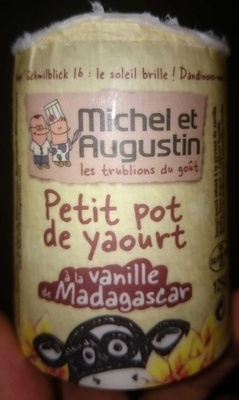 Schmilblick 16 : le soleil brille ! Dandinons-
Michel et
Augustin
les trublions du goût
Petit pot
de yaourt
à la vanille
de Madagascar